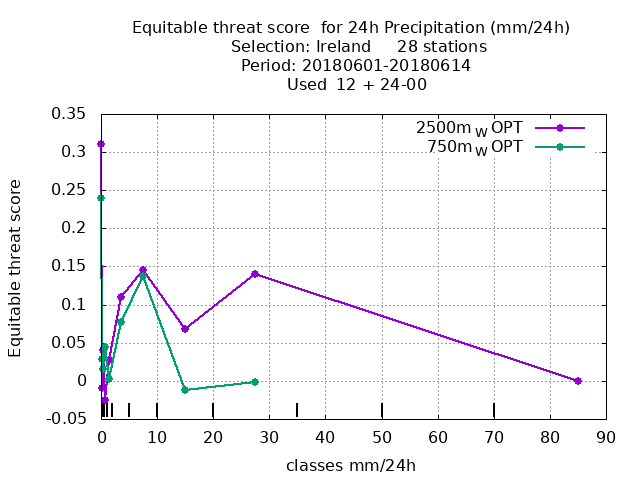 Equitable threat score  for 24h Precipitation (mm/24h)
Selection: Ireland     28 stations
Period: 20180601-20180614
Used  12 + 24-00
2500m W OPT
750m W OPT
0.35
0.3
0.25
0.2
0.15
0.1
0.05
0
-0.05
Equitable threat score
0 10 20 30 40 50 60 70 80 90
classes mm/24h